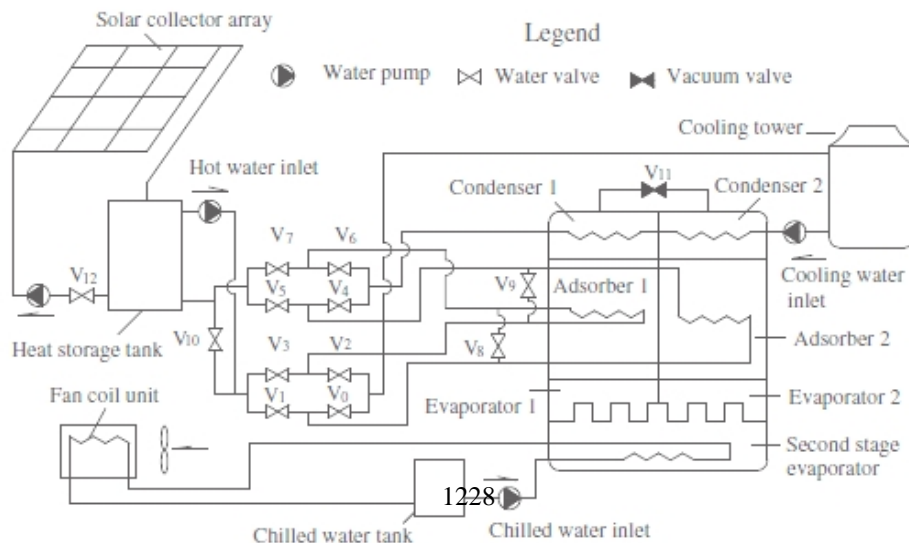 Solar collector array
Legend
Water pump
Water valve
Vacuum valve
Cooling tower
Hot water inlet
V11
Condenser 1
Condenser 2
V7
V6
V12
V5
V4
V9
Adsorber 1
Cooling water
inlet
Heat storage tank
V10
V3
V2
V8
Adsorber 2
Fan coil unit
V1
V0
Evaporator 1
Evaporator 2
Second stage
evaporator
1228
Chilled water tank
Chilled water inlet